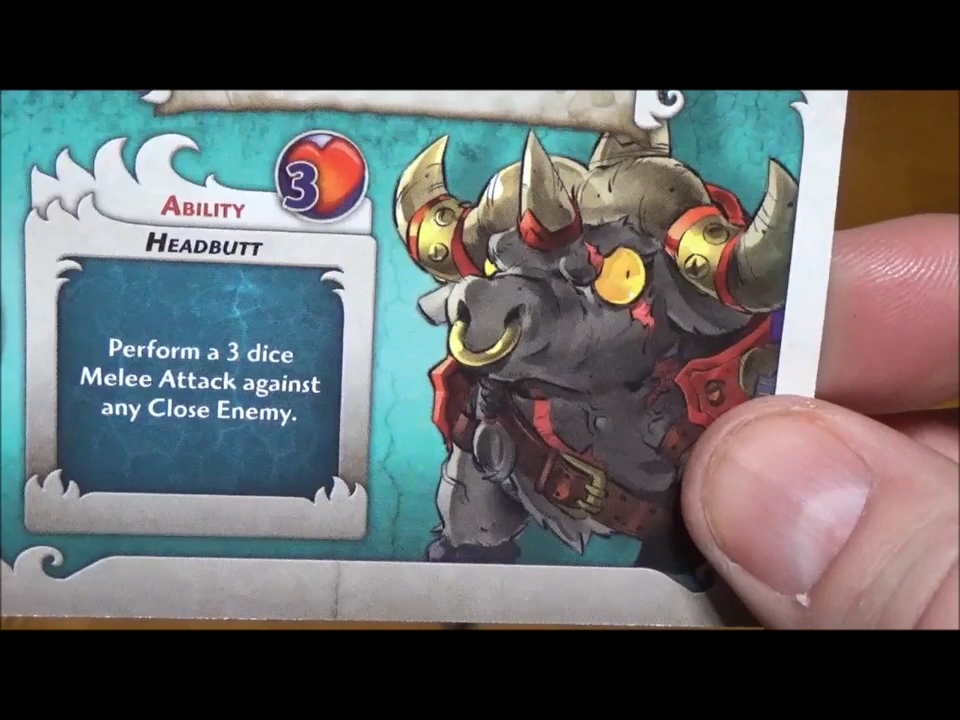 3
Ability
Headbutt
Perform a 3 dice
Melee Attack against
any Close Enemy.